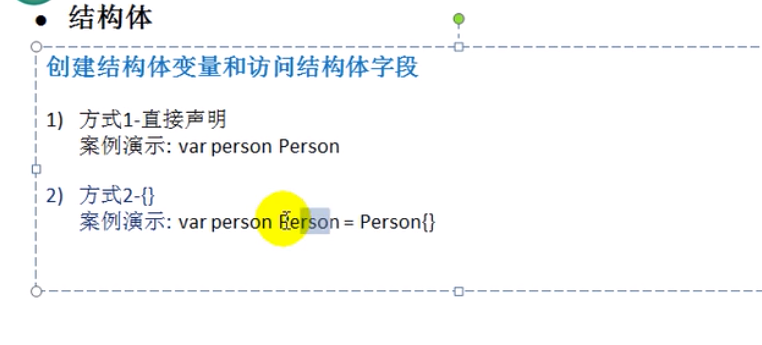 ● 结构体
创建结构体变量和访问结构体字段
1) 方式1-直接声明
案例演示: var person Person
2) 方式2-{}
案例演示: var person Person = Person{}